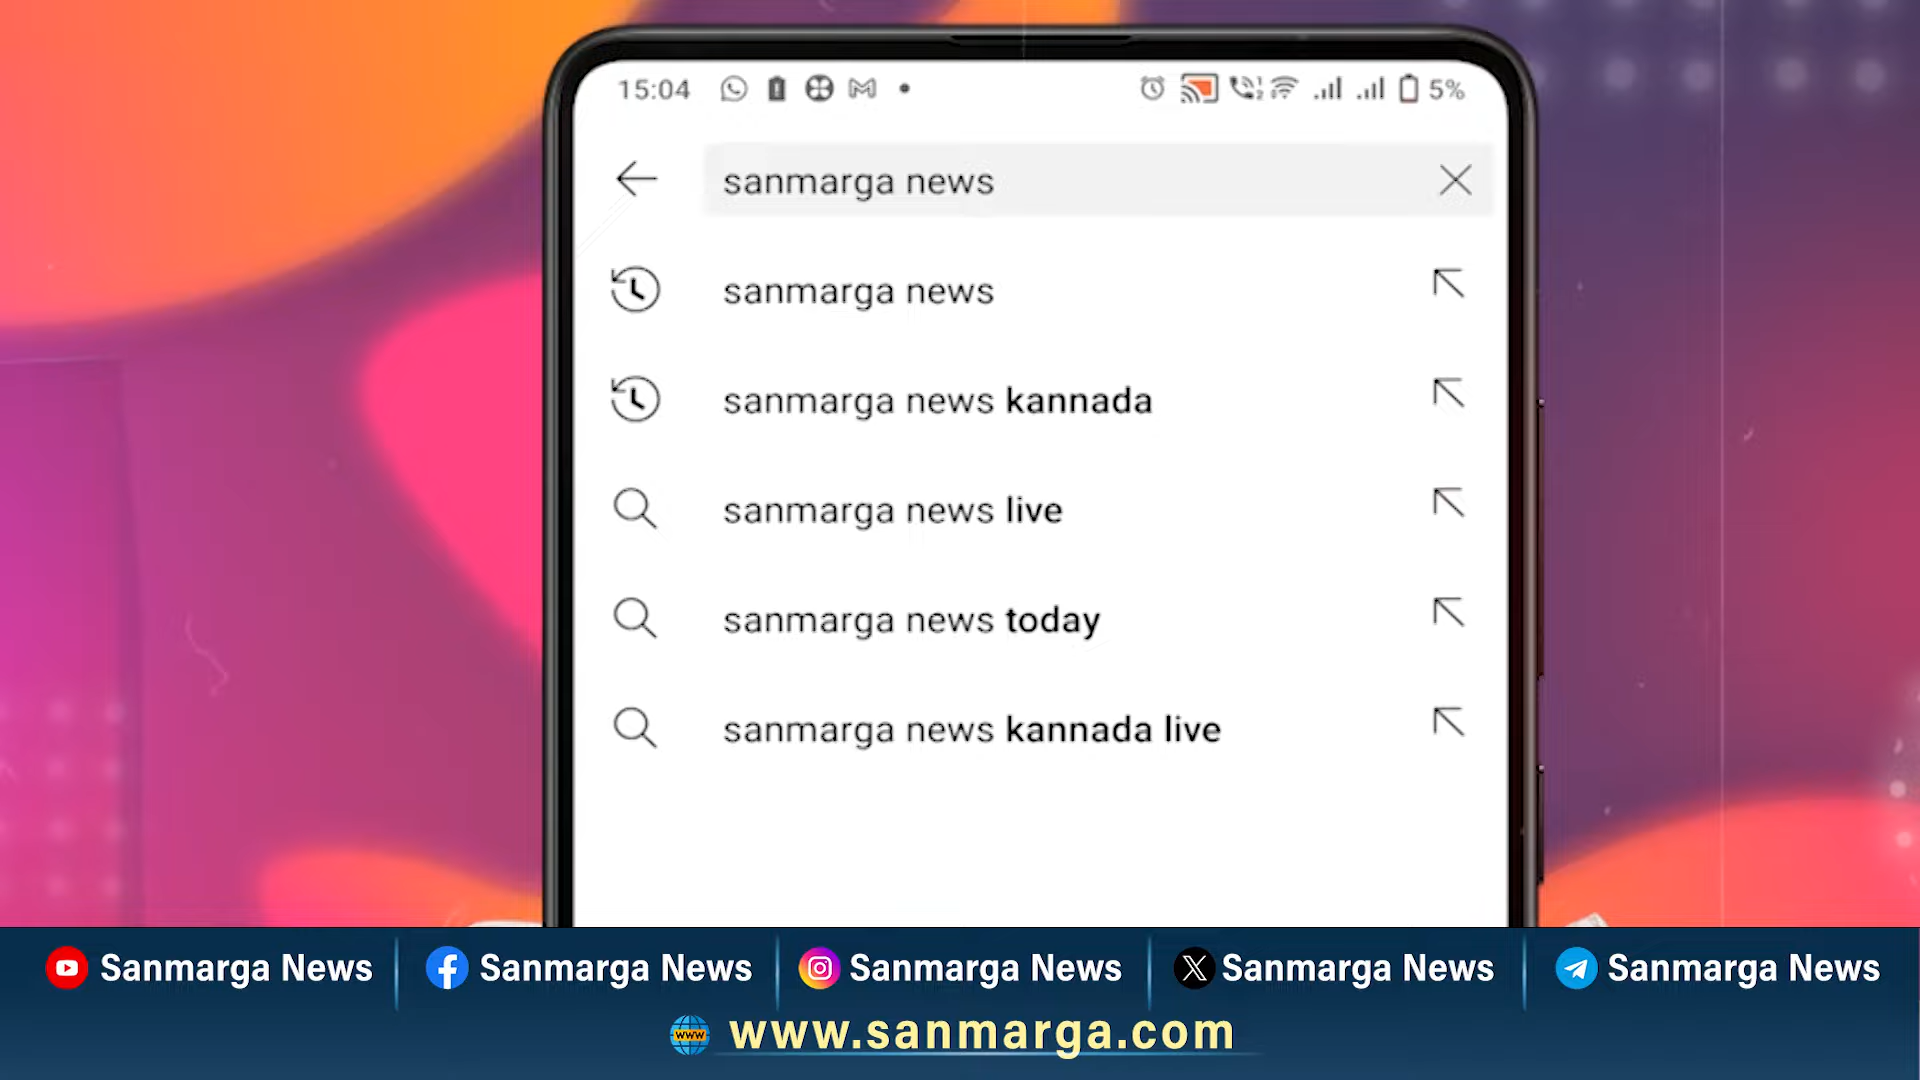 15:04 5%
sanmarga news
sanmarga news
sanmarga news kannada
sanmarga news live
sanmarga news today
sanmarga news kannada live
Sanmarga News Sanmarga News Sanmarga News Sanmarga News Sanmarga News
www www.sanmarga.com